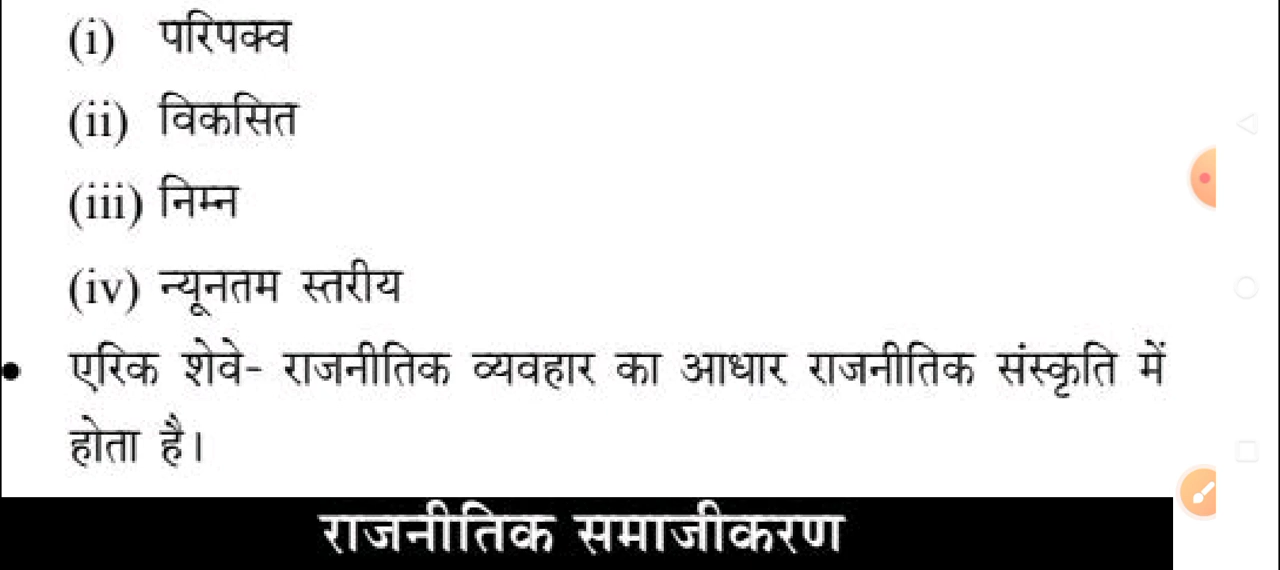 (i) परिपक्व
(ii) विकसित
(iii) निम्न
(iv) न्यूनतम स्तरीय
• एरिक शेवे- राजनीतिक व्यवहार का आधार राजनीतिक संस्कृति में
होता है।
राजनीतिक समाजीकरण